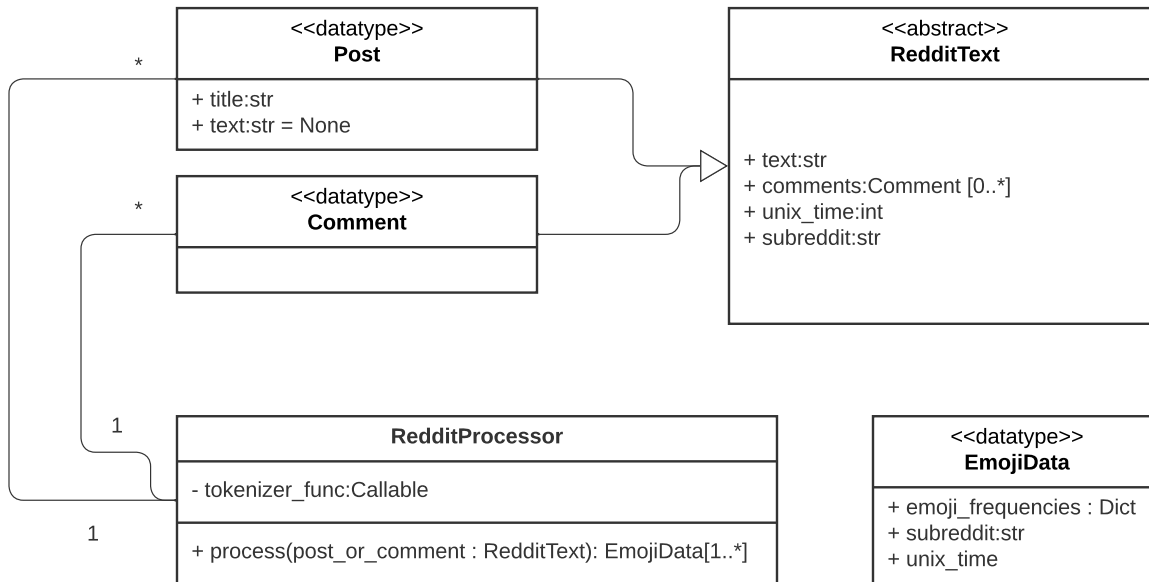 <<datatype>>
Post
+ title:str
+ text:str = None
*
<<datatype>>
Comment
*
<<abstract>>
RedditText
+ text:str
+ comments:Comment [0..*]
+ unix_time:int
+ subreddit:str
1
1
RedditProcessor
- tokenizer_func:Callable
+ process(post_or_comment : RedditText): EmojiData[1..*]
<<datatype>>
EmojiData
+ emoji_frequencies : Dict
+ subreddit:str
+ unix_time